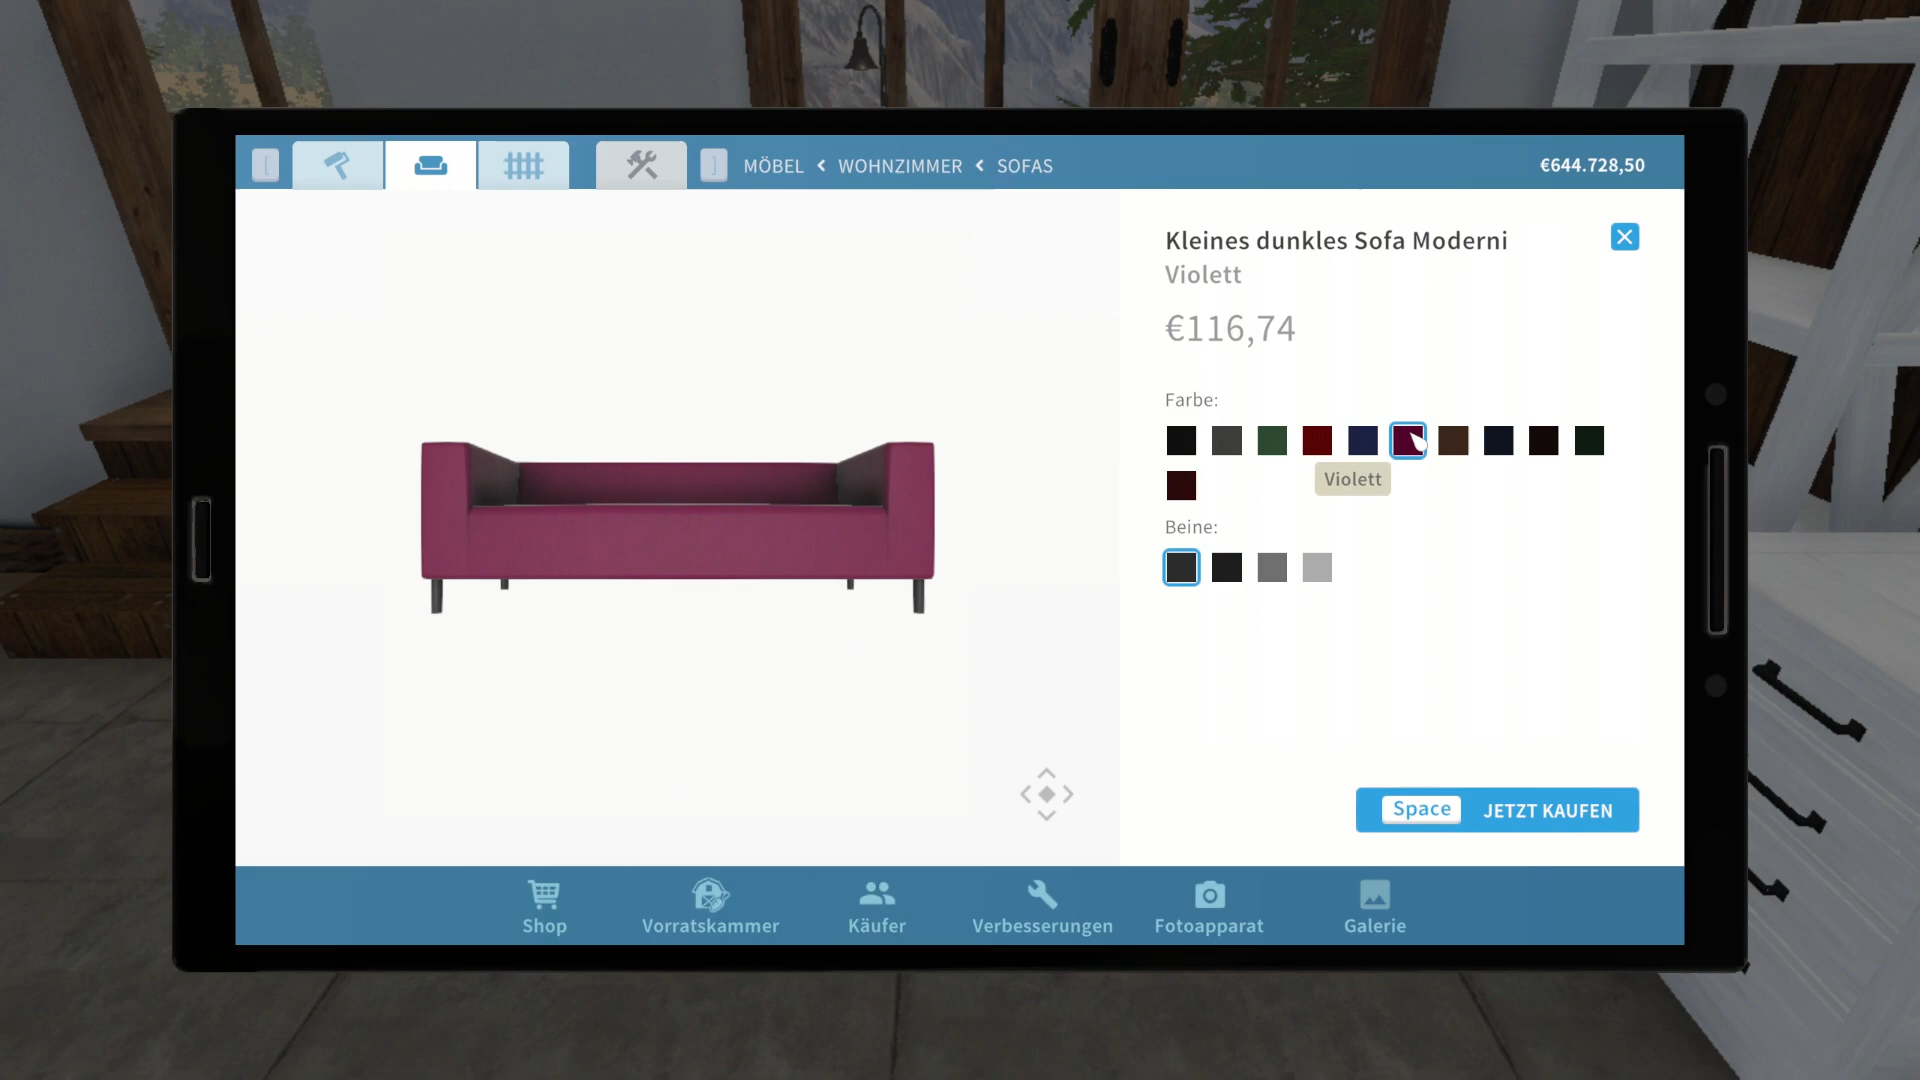 [
]
MÖBEL < WOHNZIMMER < SOFAS
€644.728,50
Kleines dunkles Sofa Moderni
Violett
€116,74
Farbe:
Violett
Beine:
Space JETZT KAUFEN
Shop
Vorratskammer
Käufer
Verbesserungen
Fotoapparat
Galerie